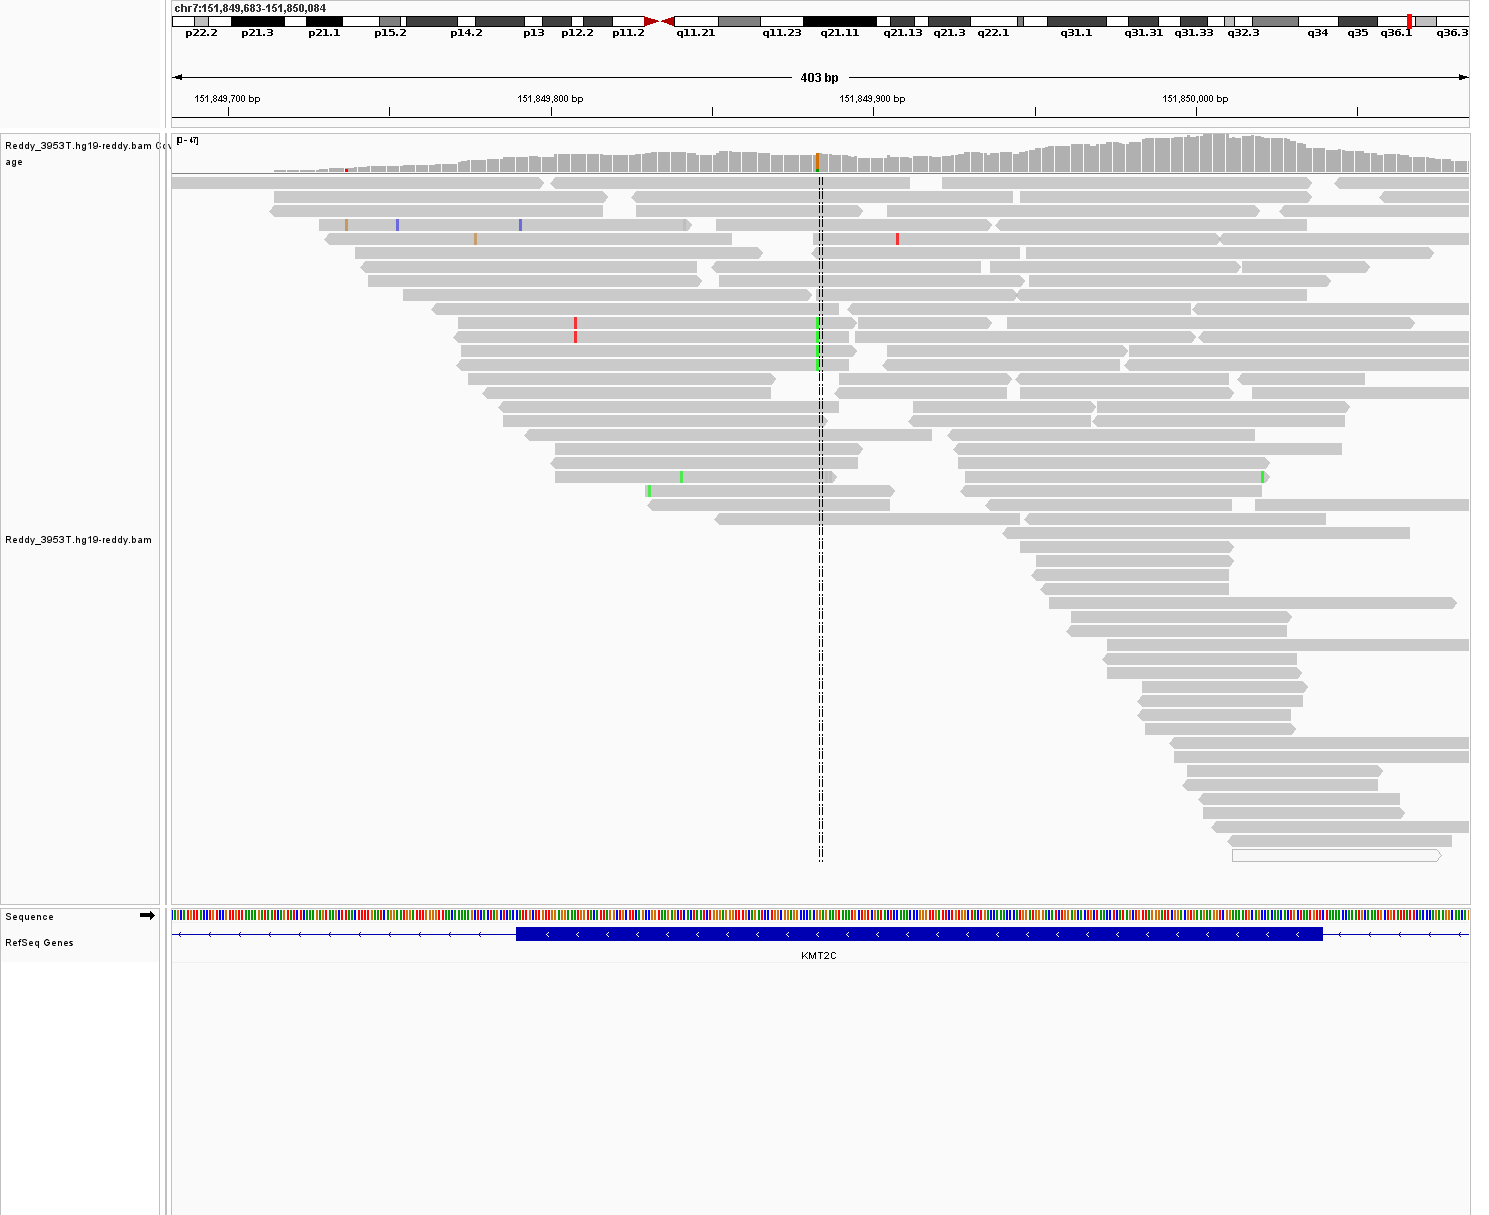 chr7:151,849,683-151,850,084
p22.2 p21.3 p21.1 p15.2 p14.2 p13 p12.2 p11.2 q11.21 q11.23 q21.11 q21.13 q21.3 q22.1 q31.1 q31.31 q31.33 q32.3 q34 q35 q36.1 q36.3
403 bp
151,849,700 bp 151,849,800 bp 151,849,900 bp 151,850,000 bp
Reddy_3953T.hg19-reddy.bam Cov
age
[0 - 47]
Reddy_3953T.hg19-reddy.bam
Sequence
RefSeq Genes
KMT2C